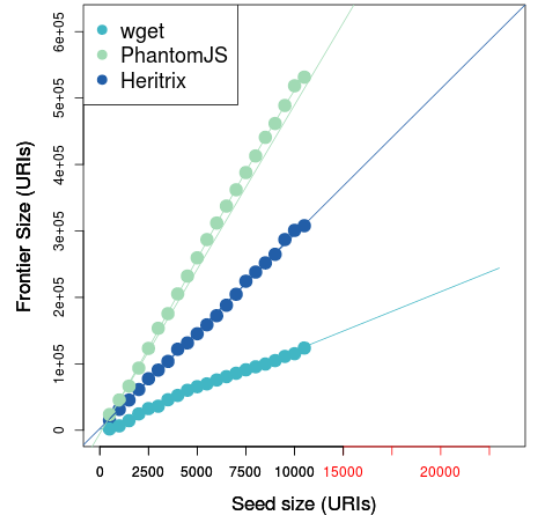 wget
PhantomJS
Heritrix
Frontier Size (URIs)
6e+05
5e+05
4e+05
3e+05
2e+05
1e+05
0
0 2500 5000 7500 10000 15000 20000
Seed size (URIs)